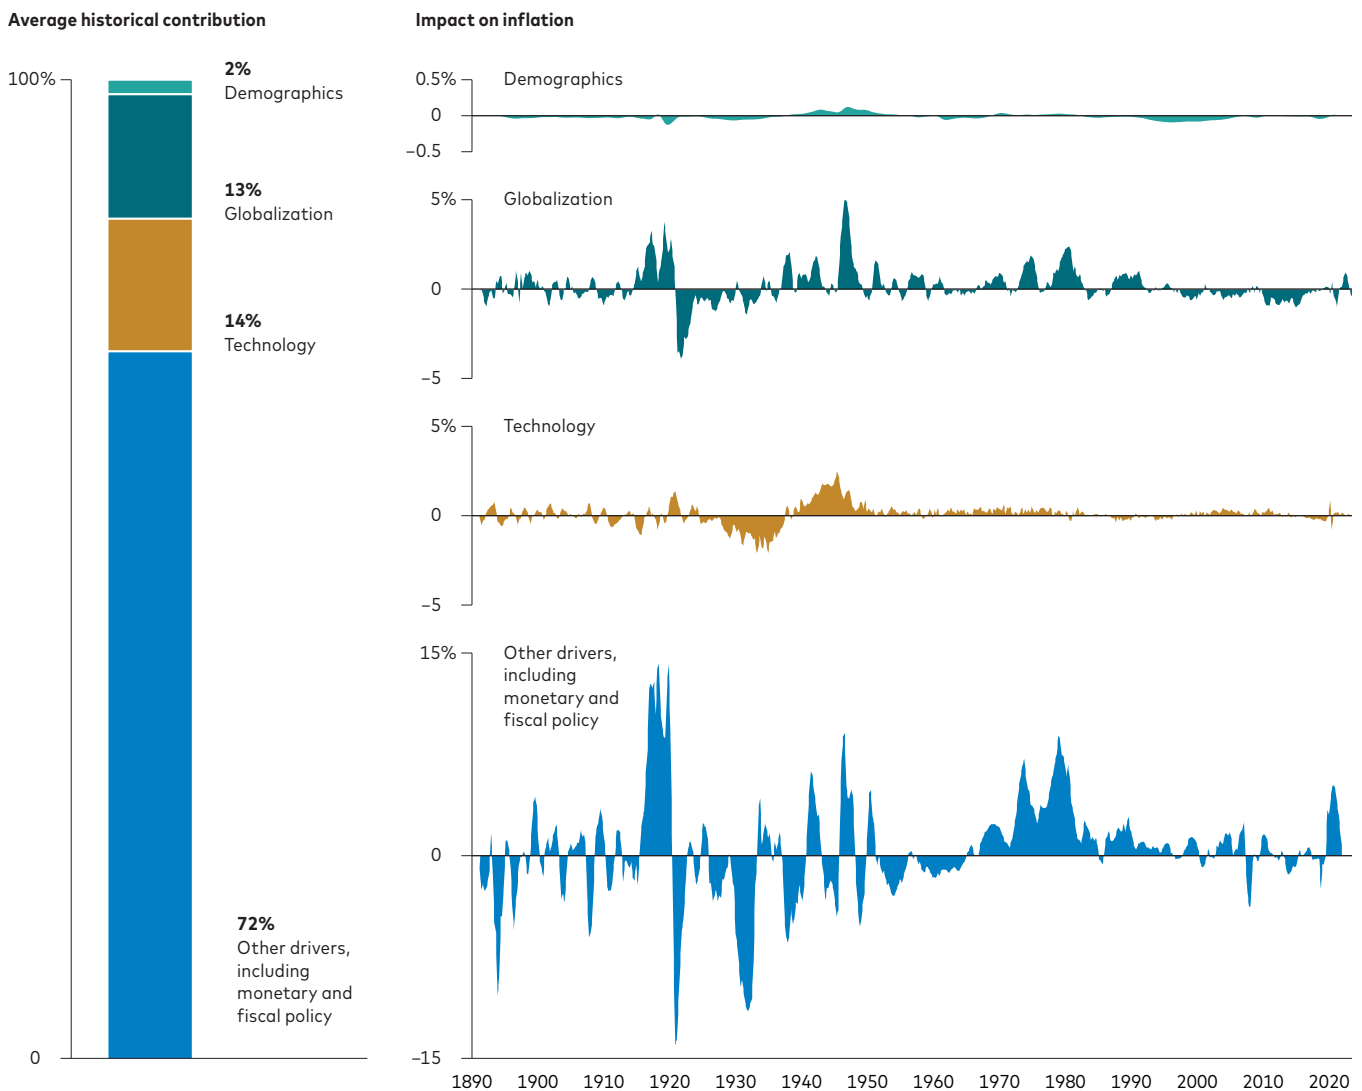 Average historical contribution
100%
2%
Demographics
13%
Globalization
14%
Technology
72%
Other drivers,
including
monetary and
fiscal policy
0
Impact on inflation
0.5%
Demographics
0
–0.5
5%
Globalization
0
–5
5%
Technology
0
–5
15%
Other drivers,
including
monetary and
fiscal policy
0
–15
1890 1900 1910 1920 1930 1940 1950 1960 1970 1980 1990 2000 2010 2020